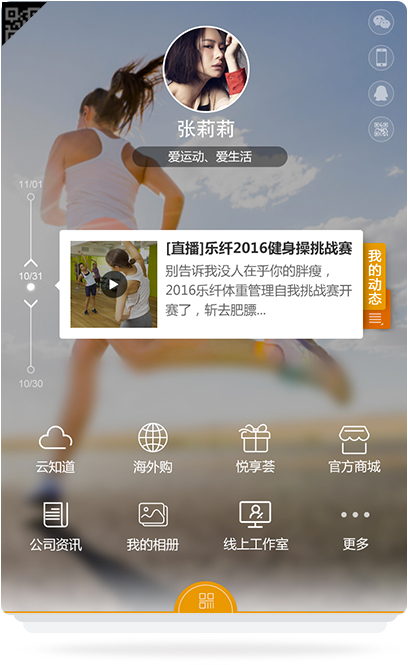 张莉莉
爱运动、爱生活
11/01
10/31
10/30
[直播]乐纤2016健身操挑战赛
别告诉我没人在乎你的胖瘦，
2016乐纤体重管理自我挑战赛开
赛了，斩去肥膘...
我的动态
云知道
海外购
悦享荟
官方商城
公司资讯
我的相册
线上工作室
更多